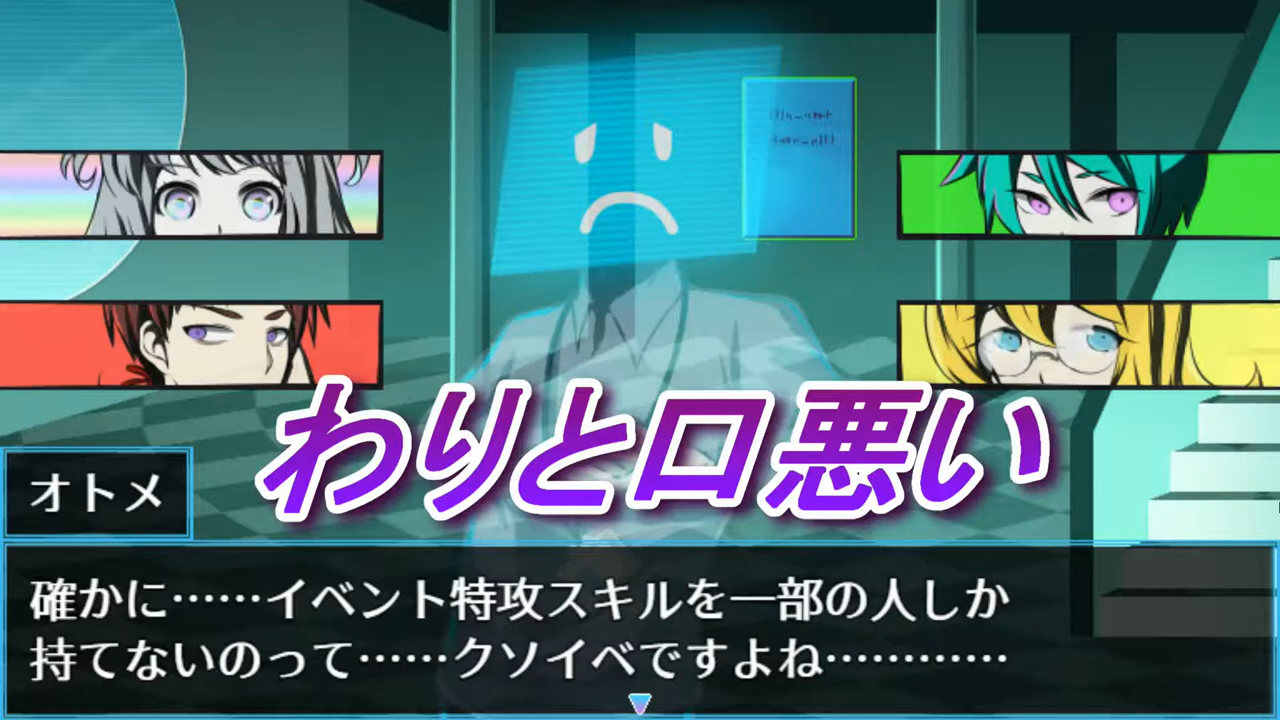 わりと口悪い
オトメ
確かに……イベント特攻スキルを一部の人しか
持てないのって……クソイベですよね…………